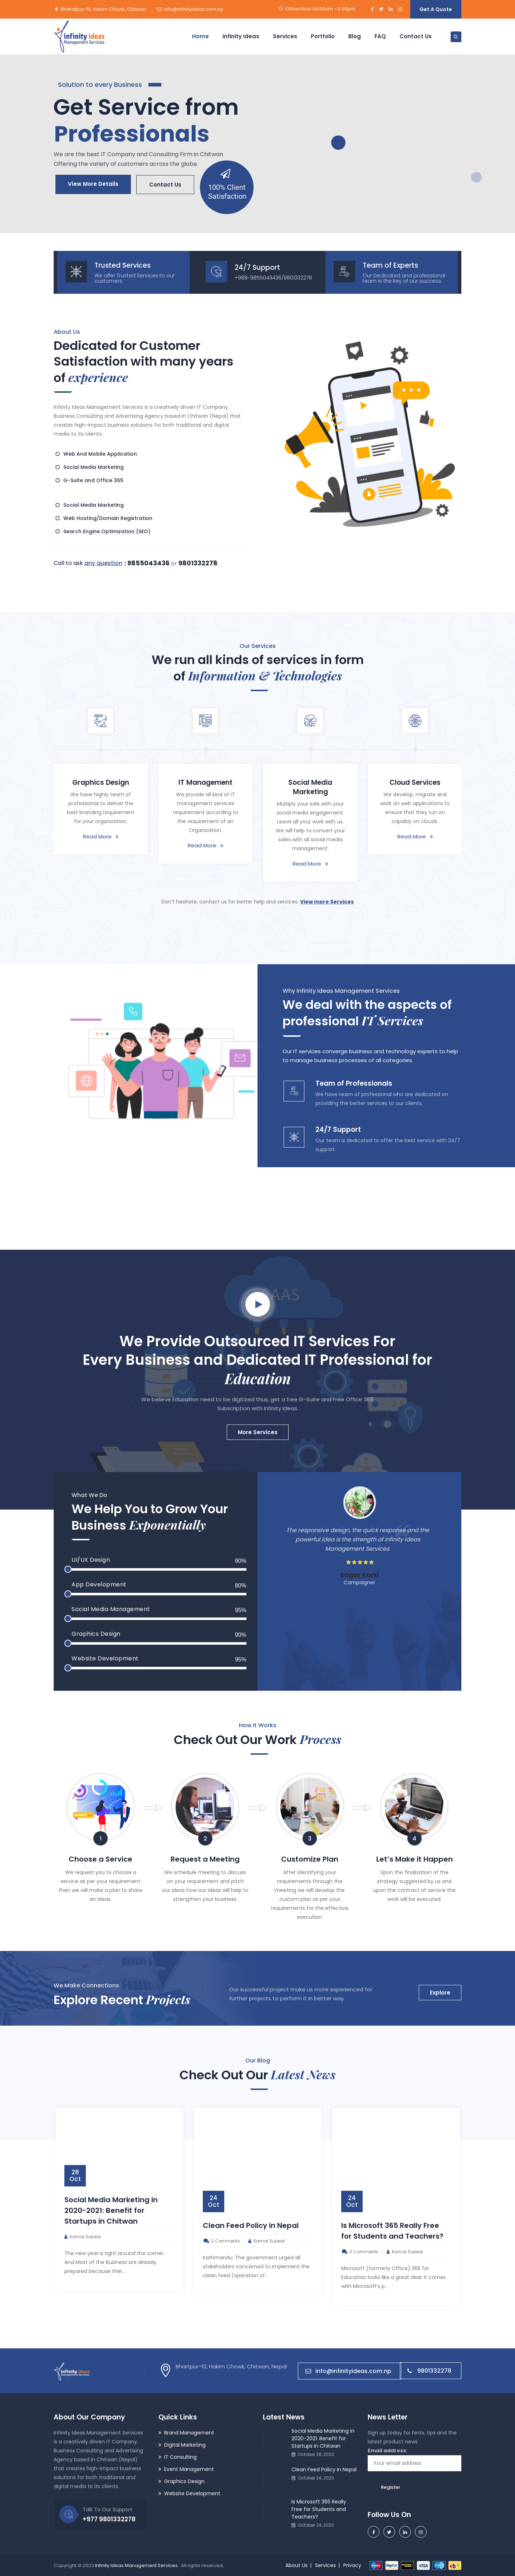 Bharatpur-10, Hakim Chowk, Chitwan
info@infinityideas.com.np
Office Hour 09:00am - 6:00pm
Get A Quote
infinity ideas
Management Services
Home
Infinity Ideas
Services
Portfolio
Blog
FAQ
Contact Us
Solution to every Business
Get Service from
Professionals
We are the best IT Company and Consulting Firm in Chitwan
Offering the variety of customers across the globe.
View More Details
Contact Us
100% Client
Satisfaction
Trusted Services
We offer Trusted Services to our
customers.
24/7 Support
+988-9855043436/9801332278
Team of Experts
Our Dedicated and professional
team is the key of our success.
About Us
Dedicated for Customer
Satisfaction with many years
of experience
Infinity Ideas Management Services is a creatively driven IT Company,
Business Consulting and Advertising Agency based in Chitwan (Nepal) that
creates high-impact business solutions for both traditional and digital
media to its clients.
Web And Mobile Application
Social Media Marketing
G-Suite and Office 365
Social Media Marketing
Web Hosting/Domain Registration
Search Engine Optimization (SEO)
Call to ask any question : 9855043436 or 9801332278
Our Services
We run all kinds of services in form
of Information & Technologies
Graphics Design
We have highly team of
professional to deliver the
best branding requirement
for your organization.
Read More »
IT Management
We provide all kind of IT
management services
requirement according to
the requirement of an
Organization.
Read More »
Social Media
Marketing
Multiply your sale with your
social media engagement.
Leave all your work with us.
We will help to convert your
sales with all social media
management.
Read More »
Cloud Services
We develop, migrate and
work on web applications to
ensure that they run on
capably on clouds.
Read More »
Don't hesitate, contact us for better help and services. View more Services
Why Infinity Ideas Management Services
We deal with the aspects of
professional IT Services
Our IT services converge business and technology experts to help
to manage business processes of all categories.
Team of Professionals
We have team of professional who are dedicated on
providing the better services to our clients.
24/7 Support
Our team is dedicated to offer the best service with 24/7
support.
We Provide Outsourced IT Services For
Every Business and Dedicated IT Professional for
Education
We believe Education need to be digitized thus, get a free G-Suite and Free Office 365
Subscription with Infinity Ideas.
More Services
What We Do
We Help You to Grow Your
Business Exponentially
UI/UX Design
90%
App Development
80%
Social Media Management
95%
Graphics Design
90%
Website Development
95%
The responsive design, the quick response and the
powerful idea is the strength of Infinity Ideas
Management Services.
Sagar Karki
Campaigner
How It Works
Check Out Our Work Process
1
2
3
4
Choose a Service
We request you to choose a
service as per your requirement
then we will make a plan to share
an ideas.
Request a Meeting
We schedule meeting to discuss
on your requirement and pitch
our ideas how our ideas will help to
strengthen your business
Customize Plan
After identifying your
requirements through the
meeting we will develop the
custom plan as per your
requirements for the effective
execution.
Let's Make it Happen
Upon the finalization of the
strategy suggested by us and
upon the contract of service the
work will be executed
We Make Connections
Explore Recent Projects
Our successful project make us more experienced for
further projects to perform it in better way.
Explore
Our Blog
Check Out Our Latest News
28
Oct
Social Media Marketing in
2020-2021: Benefit for
Startups in Chitwan
Kamal Subedi
The new year is right around the corner.
And Most of the Business are already
prepared because their...
24
Oct
Clean Feed Policy in Nepal
0 Comments
Kamal Subedi
Kathmandu: The government urged all
stakeholders concerned to implement the
clean feed (operation of...
24
Oct
Is Microsoft 365 Really Free
for Students and Teachers?
0 Comments
Kamal Subedi
Microsoft (formerly Office) 365 for
Education looks like a great deal: it comes
with Microsoft's p...
infinity ideas
Management Services
Bhartpur-10, Hakim Chowk, Chitwan, Nepal
info@infinityideas.com.np
9801332278
About Our Company
Infinity Ideas Management Services
is a creatively driven IT Company,
Business Consulting and Advertising
Agency based in Chitwan (Nepal)
that creates high-impact business
solutions for both traditional and
digital media to its clients.
Talk To Our Support
+977 9801332278
Quick Links
Brand Management
Digital Marketing
IT Consulting
Event Management
Graphics Design
Website Development
Latest News
Social Media Marketing in
2020-2021: Benefit for
Startups in Chitwan
October 28, 2020
Clean Feed Policy in Nepal
October 24, 2020
Is Microsoft 365 Really
Free for Students and
Teachers?
October 24, 2020
News Letter
Sign up today for hints, tips and the
latest product news
Email address:
Your email address
Register
Follow Us On
Copyright © 2023 Infinity Ideas Management Services . All rights reserved.
About Us |
Services |
Privacy